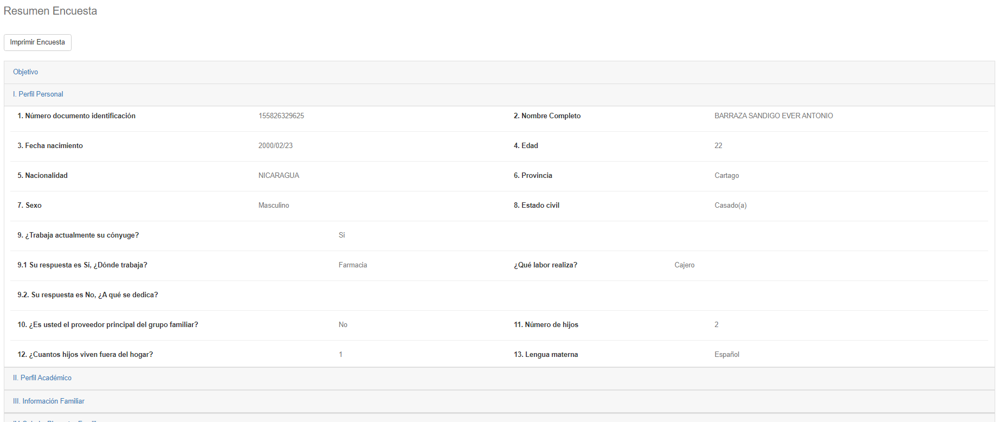 Resumen Encuesta
Imprimir Encuesta
Objetivo
I. Perfil Personal
1. Número documento identificación 155826329625 2. Nombre Completo BARRAZA SANDIGO EVER ANTONIO
3. Fecha nacimiento 2000/02/23 4. Edad 22
5. Nacionalidad NICARAGUA 6. Provincia Cartago
7. Sexo Masculino 8. Estado civil Casado(a)
9. ¿Trabaja actualmente su cónyuge? Si
9.1 Su respuesta es Sí, ¿Dónde trabaja? Farmacia ¿Qué labor realiza? Cajero
9.2. Su respuesta es No, ¿A qué se dedica?
10. ¿Es usted el proveedor principal del grupo familiar? No 11. Número de hijos 2
12. ¿Cuantos hijos viven fuera del hogar? 1 13. Lengua materna Español
II. Perfil Académico
III. Información Familiar